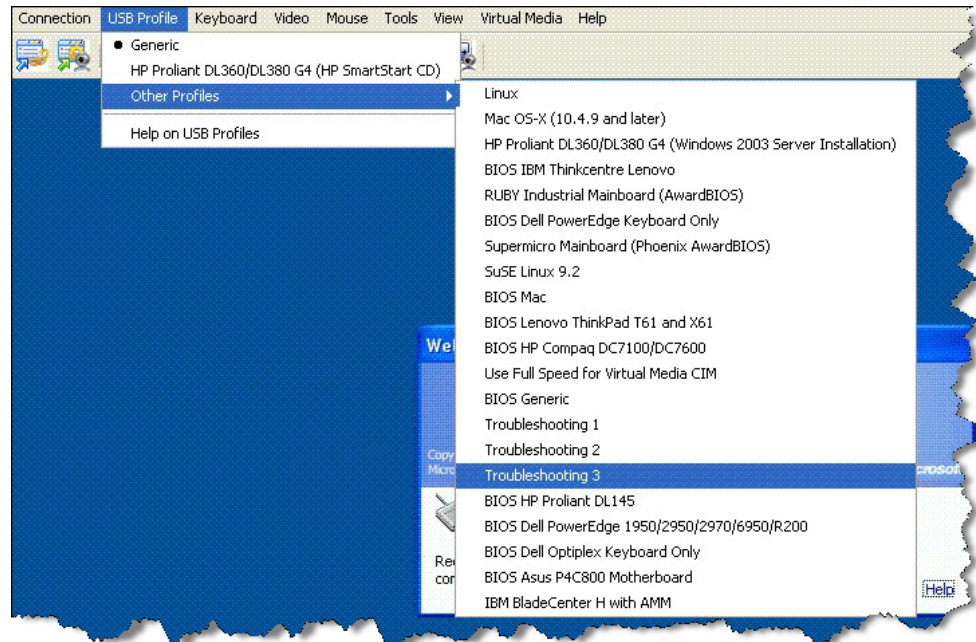 Connection USB Profile Keyboard Video Mouse Tools View Virtual Media Help
Generic
HP Proliant DL360/DL380 G4 (HP SmartStart CD)
Other Profiles
Help on USB Profiles
Linux
Mac OS-X (10.4.9 and later)
HP Proliant DL360/DL380 G4 (Windows 2003 Server Installation)
BIOS IBM Thinkcentre Lenovo
RUBY Industrial Mainboard (AwardBIOS)
BIOS Dell PowerEdge Keyboard Only
Supermicro Mainboard (Phoenix AwardBIOS)
SuSE Linux 9.2
BIOS Mac
BIOS Lenovo ThinkPad T61 and X61
BIOS HP Compaq DC7100/DC7600
Use Full Speed for Virtual Media CIM
BIOS Generic
Troubleshooting 1
Troubleshooting 2
Troubleshooting 3
BIOS HP Proliant DL145
BIOS Dell PowerEdge 1950/2950/2970/6950/R200
BIOS Dell Optiplex Keyboard Only
BIOS Asus P4C800 Motherboard
IBM BladeCenter H with AMM
Wel
Copy
Micro
crosoft
Re
cor
Help